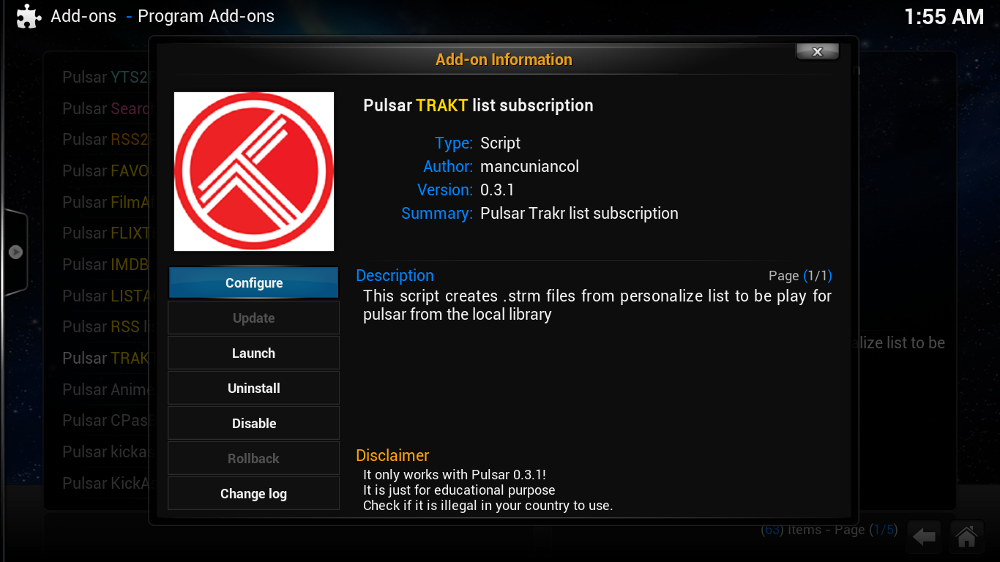 Add-ons - Program Add-ons
1:55 AM
Add-on Information
x
Pulsar TRAKT list subscription
Type: Script
Author: mancuniancol
Version: 0.3.1
Summary: Pulsar Trakr list subscription
Configure
Update
Launch
Uninstall
Disable
Rollback
Change log
Description
Page (1/1)
This script creates .strm files from personalize list to be play for
pulsar from the local library
Disclaimer
It only works with Pulsar 0.3.1!
It is just for educational purpose
Check if it is illegal in your country to use.
Pulsar YTS2
Pulsar Searc
Pulsar RSS2
Pulsar FAVO
Pulsar FilmA
Pulsar FLIXT
Pulsar IMDB
Pulsar LISTA
Pulsar RSS li
Pulsar TRAK
Pulsar Anime
Pulsar CPas
Pulsar kicka
Pulsar KickA
alize list to be
(63) Items - Page (1/5)